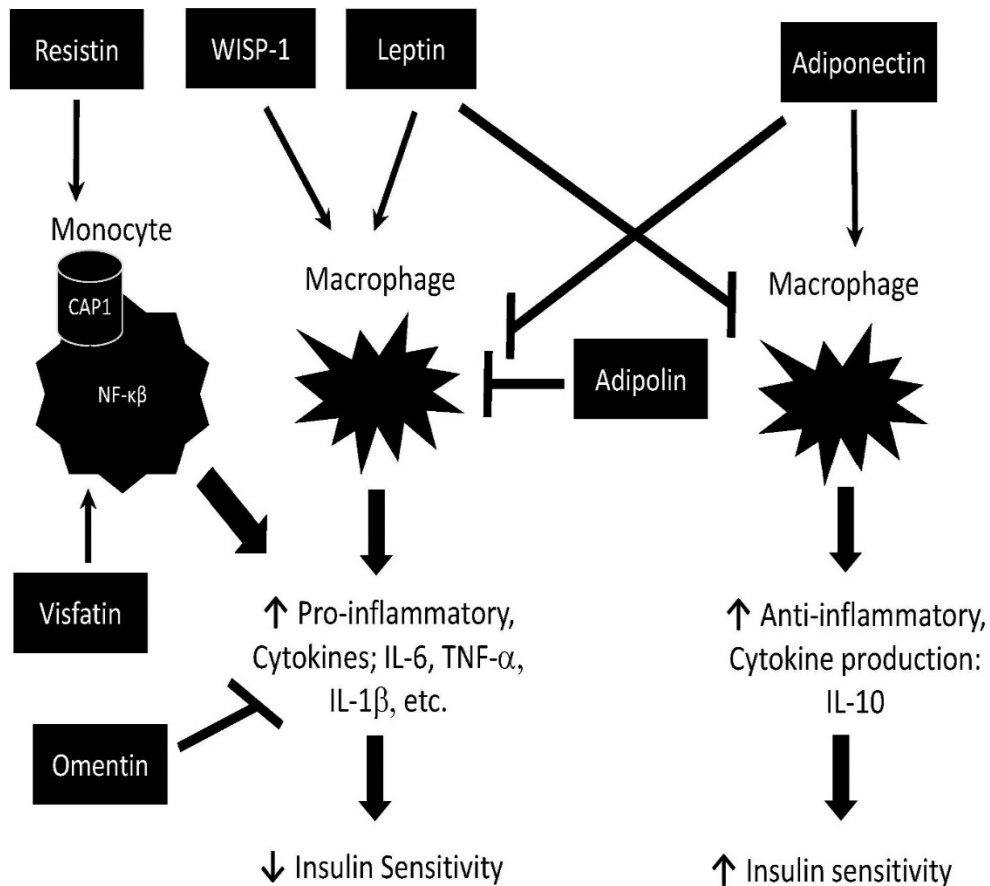 Resistin
WISP-1
Leptin
Adiponectin
Monocyte
CAP1
NF-κβ
Macrophage
Macrophage
Adipolin
Visfatin
↑ Pro-inflammatory,
Cytokines; IL-6, TNF-α,
IL-1β, etc.
↑ Anti-inflammatory,
Cytokine production:
IL-10
Omentin
↓ Insulin Sensitivity
↑ Insulin sensitivity